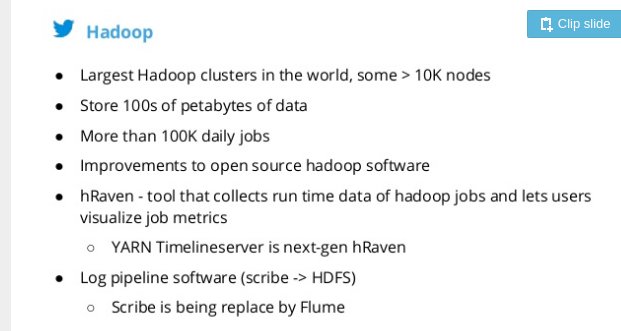 Hadoop
Clip slide
● Largest Hadoop clusters in the world, some > 10K nodes
● Store 100s of petabytes of data
● More than 100K daily jobs
● Improvements to open source hadoop software
● hRaven - tool that collects run time data of hadoop jobs and lets users
visualize job metrics
○ YARN Timelineserver is next-gen hRaven
● Log pipeline software (scribe -> HDFS)
○ Scribe is being replace by Flume